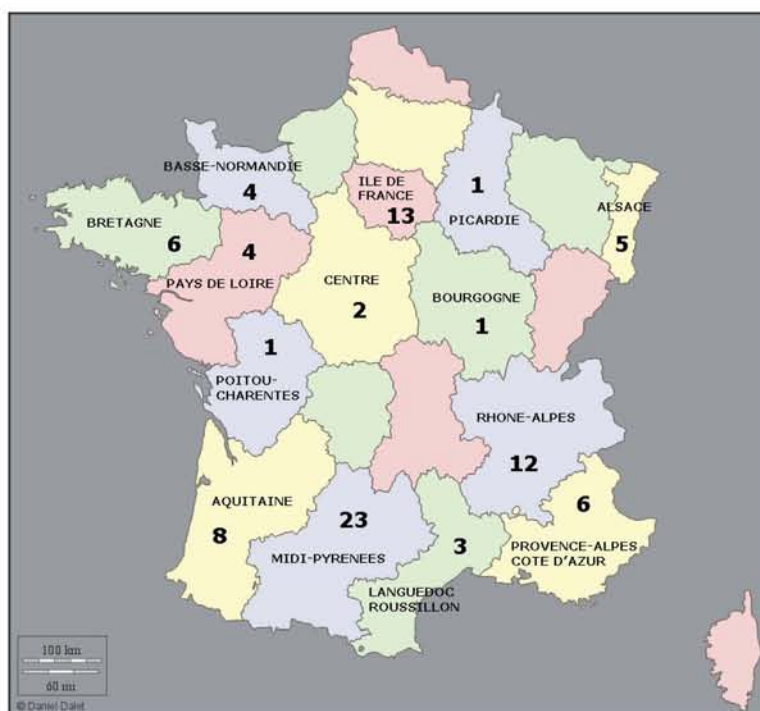 BASSE-NORMANDIE
4
ILE DE
FRANCE
13
1
PICARDIE
ALSACE
5
BRETAGNE
6
4
PAYS DE LOIRE
CENTRE
2
BOURGOGNE
1
1
POITOU-
CHARENTES
RHONE-ALPES
12
AQUITAINE
8
23
MIDI-PYRENEES
3
LANGUEDOC
ROUSSILLON
6
PROVENCE-ALPES
COTE D'AZUR
100 km
60 mi
© Daniel Dalet